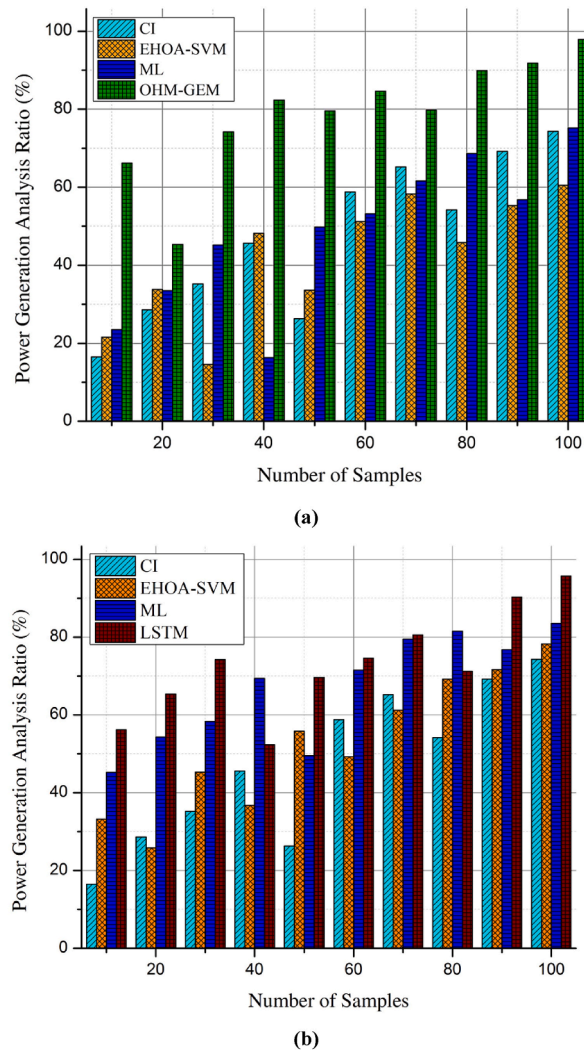 100
80
60
40
20
0
Power Generation Analysis Ratio (%)
CI
EHOA-SVM
ML
OHM-GEM
20
40
60
80
100
Number of Samples
(a)
100
80
60
40
20
0
Power Generation Analysis Ratio (%)
CI
EHOA-SVM
ML
LSTM
20
40
60
80
100
Number of Samples
(b)